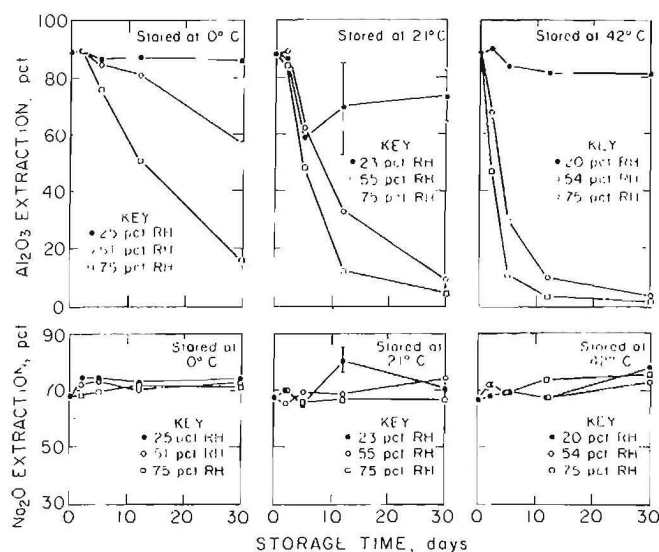 Stored at 0° C
Stored at 21° C
Stored at 42° C
Al2O3 EXTRACTION, pct
100
80
60
40
20
0
KEY
● 25 pct RH
○ 51 pct RH
□ 75 pct RH
KEY
● 23 pct RH
○ 55 pct RH
75 pct RH
KEY
● 20 pct RH
○ 54 pct RH
□ 75 pct RH
Na2O EXTRACTION, pct
90
70
50
30
Stored at
0° C
Stored at
21° C
Stored at
42° C
KEY
● 25 pct RH
○ 51 pct RH
□ 75 pct RH
KEY
● 23 pct RH
○ 55 pct RH
□ 75 pct RH
KEY
● 20 pct RH
○ 54 pct RH
□ 75 pct RH
0 10 20 30 0 10 20 30 0 10 20 30
STORAGE TIME, days